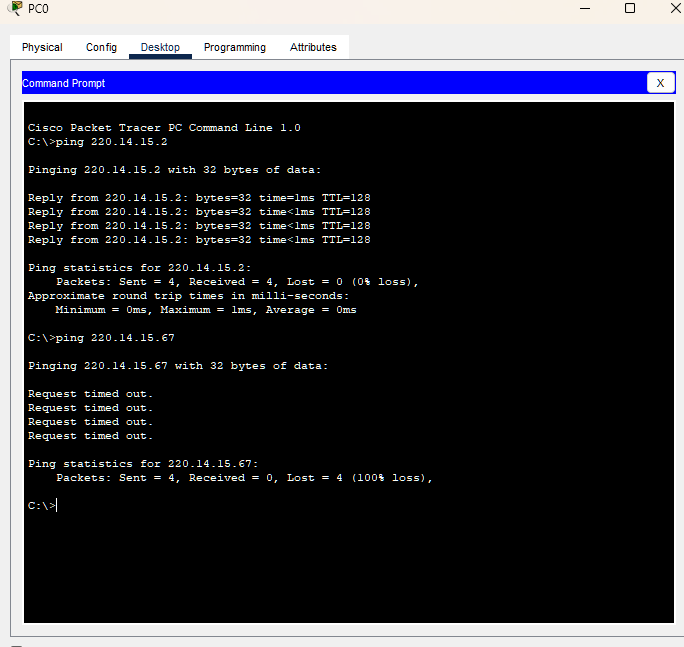 PC0
Physical Config Desktop Programming Attributes
Command Prompt X
Cisco Packet Tracer PC Command Line 1.0
C:\>ping 220.14.15.2
Pinging 220.14.15.2 with 32 bytes of data:
Reply from 220.14.15.2: bytes=32 time=1ms TTL=128
Reply from 220.14.15.2: bytes=32 time<1ms TTL=128
Reply from 220.14.15.2: bytes=32 time<1ms TTL=128
Reply from 220.14.15.2: bytes=32 time<1ms TTL=128
Ping statistics for 220.14.15.2:
Packets: Sent = 4, Received = 4, Lost = 0 (0% loss),
Approximate round trip times in milli-seconds:
Minimum = 0ms, Maximum = 1ms, Average = 0ms
C:\>ping 220.14.15.67
Pinging 220.14.15.67 with 32 bytes of data:
Request timed out.
Request timed out.
Request timed out.
Request timed out.
Ping statistics for 220.14.15.67:
Packets: Sent = 4, Received = 0, Lost = 4 (100% loss),
C:\>